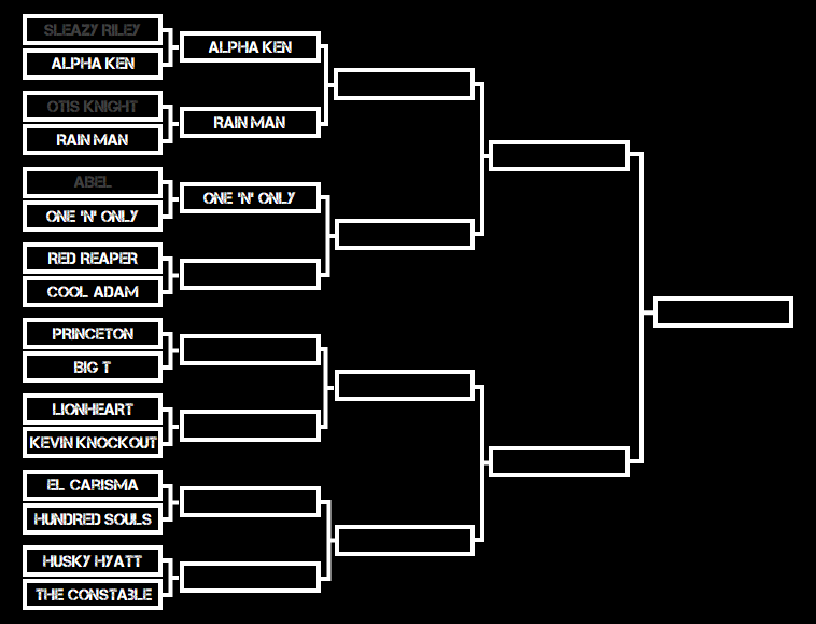 SLEAZY RILEY
ALPHA KEN
ALPHA KEN
OTIS KNIGHT
RAIN MAN
RAIN MAN
ABEL
ONE 'N' ONLY
ONE 'N' ONLY
RED REAPER
COOL ADAM
PRINCETON
BIG T
LIONHEART
KEVIN KNOCKOUT
EL CARISMA
HUNDRED SOULS
HUSKY HYATT
THE CONSTABLE